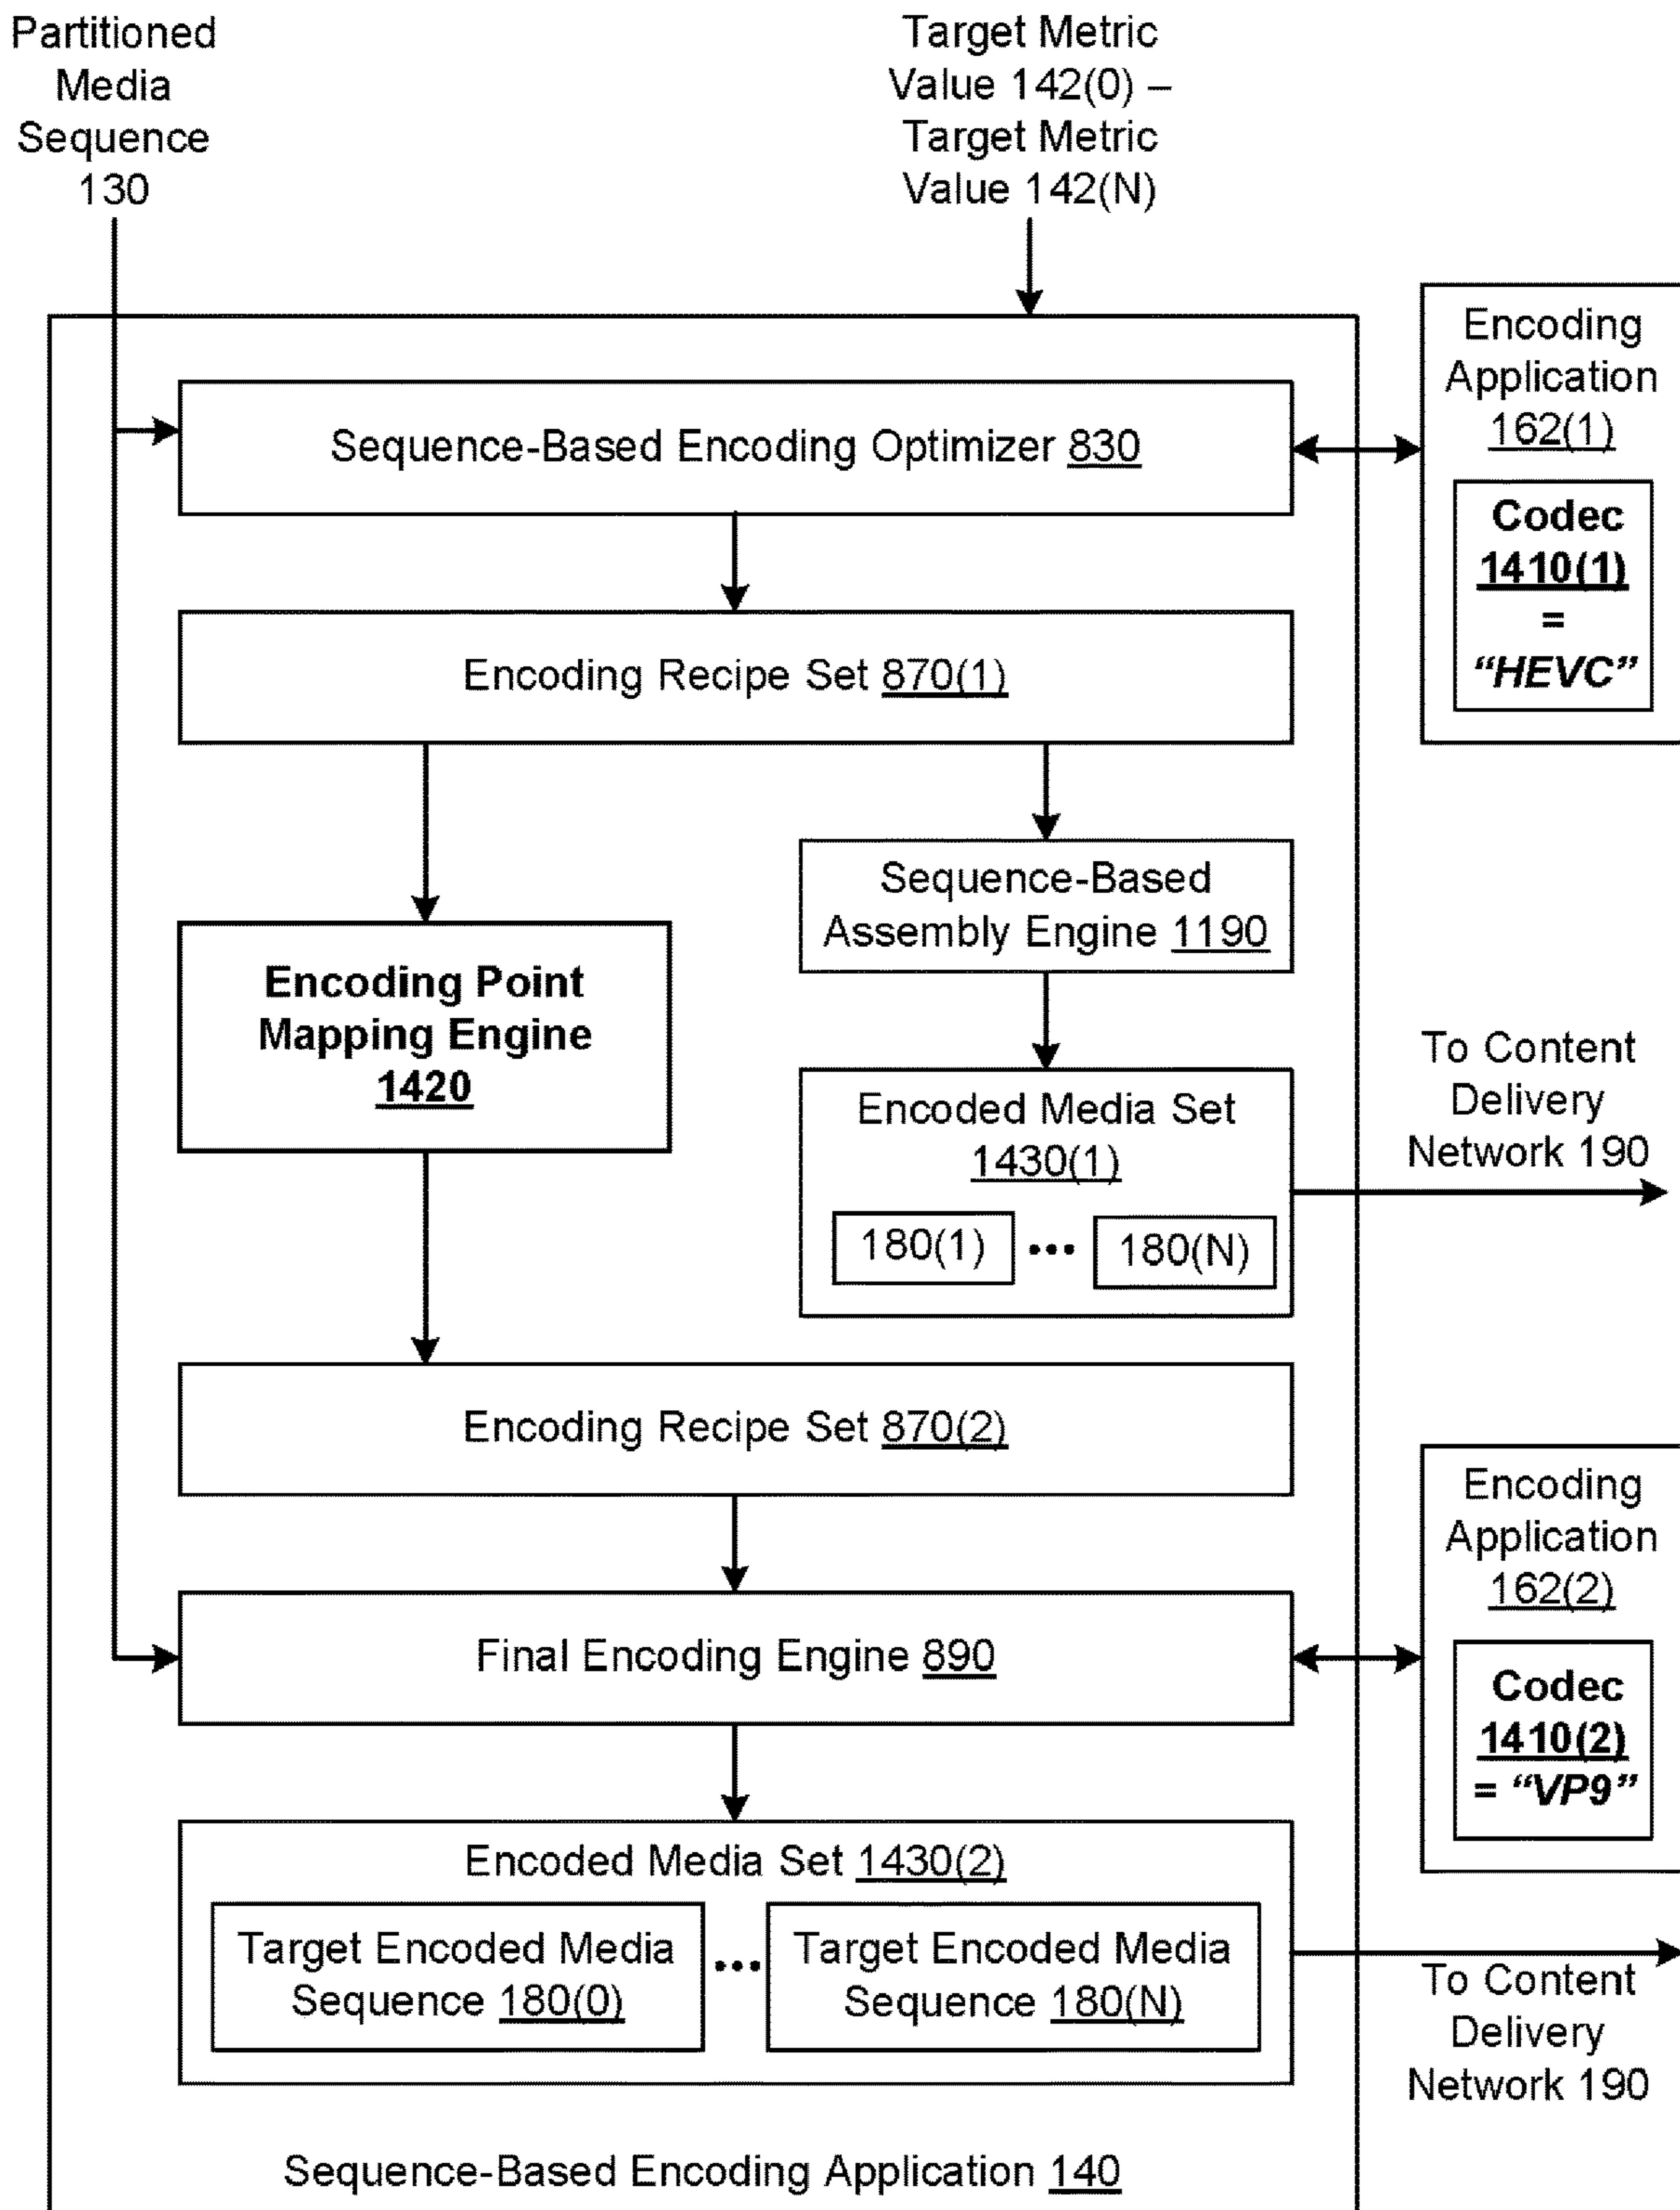 Partitioned
Media
Sequence
130
Target Metric
Value 142(0) –
Target Metric
Value 142(N)
Encoding
Application
162(1)
Codec
1410(1)
=
“HEVC”
Sequence-Based Encoding Optimizer 830
Encoding Recipe Set 870(1)
Sequence-Based
Assembly Engine 1190
Encoding Point
Mapping Engine
1420
Encoded Media Set
1430(1)
180(1) ••• 180(N)
To Content
Delivery
Network 190
Encoding Recipe Set 870(2)
Encoding
Application
162(2)
Codec
1410(2)
= “VP9”
Final Encoding Engine 890
Encoded Media Set 1430(2)
Target Encoded Media
Sequence 180(0)
•••
Target Encoded Media
Sequence 180(N)
To Content
Delivery
Network 190
Sequence-Based Encoding Application 140